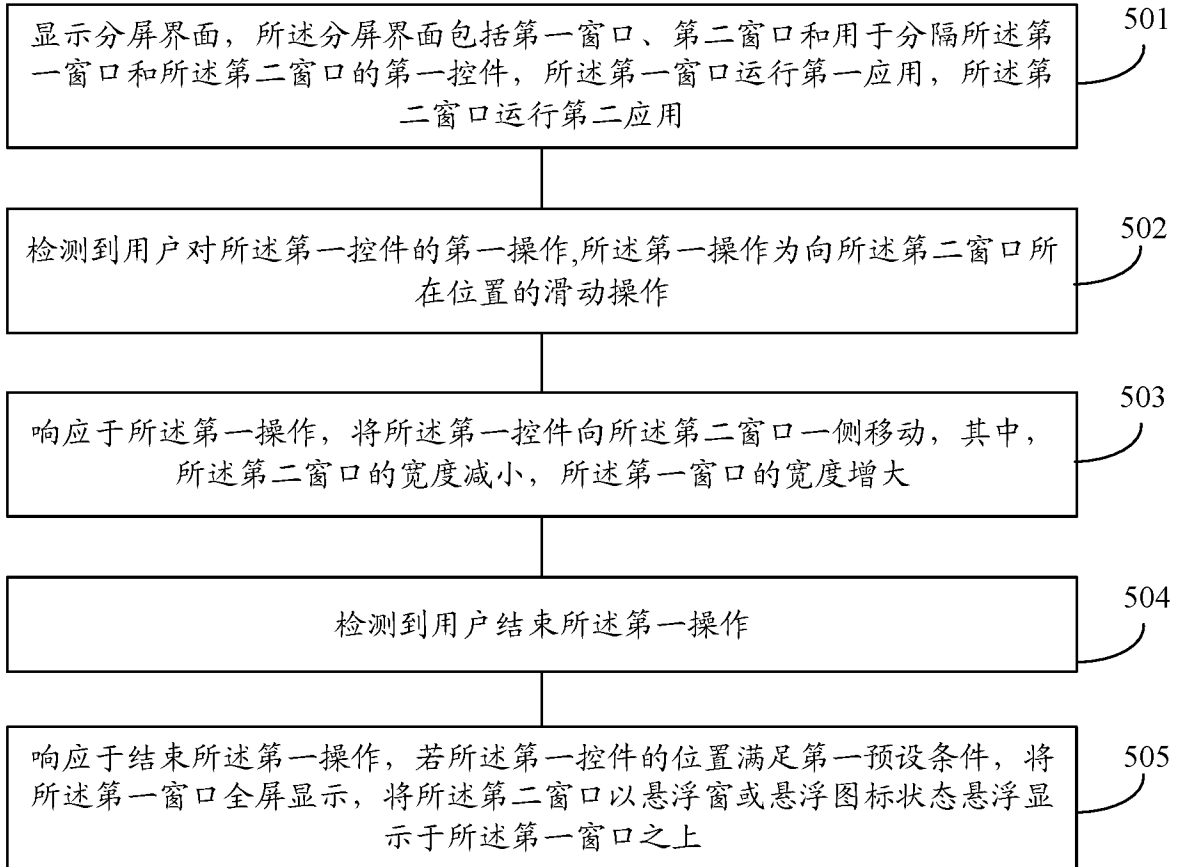 显示分屏界面，所述分屏界面包括第一窗口、第二窗口和用于分隔所述第
一窗口和所述第二窗口的第一控件，所述第一窗口运行第一应用，所述第
二窗口运行第二应用
501
检测到用户对所述第一控件的第一操作,所述第一操作为向所述第二窗口所
在位置的滑动操作
502
响应于所述第一操作，将所述第一控件向所述第二窗口一侧移动，其中，
所述第二窗口的宽度减小，所述第一窗口的宽度增大
503
检测到用户结束所述第一操作
504
响应于结束所述第一操作，若所述第一控件的位置满足第一预设条件，将
所述第一窗口全屏显示，将所述第二窗口以悬浮窗或悬浮图标状态悬浮显
示于所述第一窗口之上
505